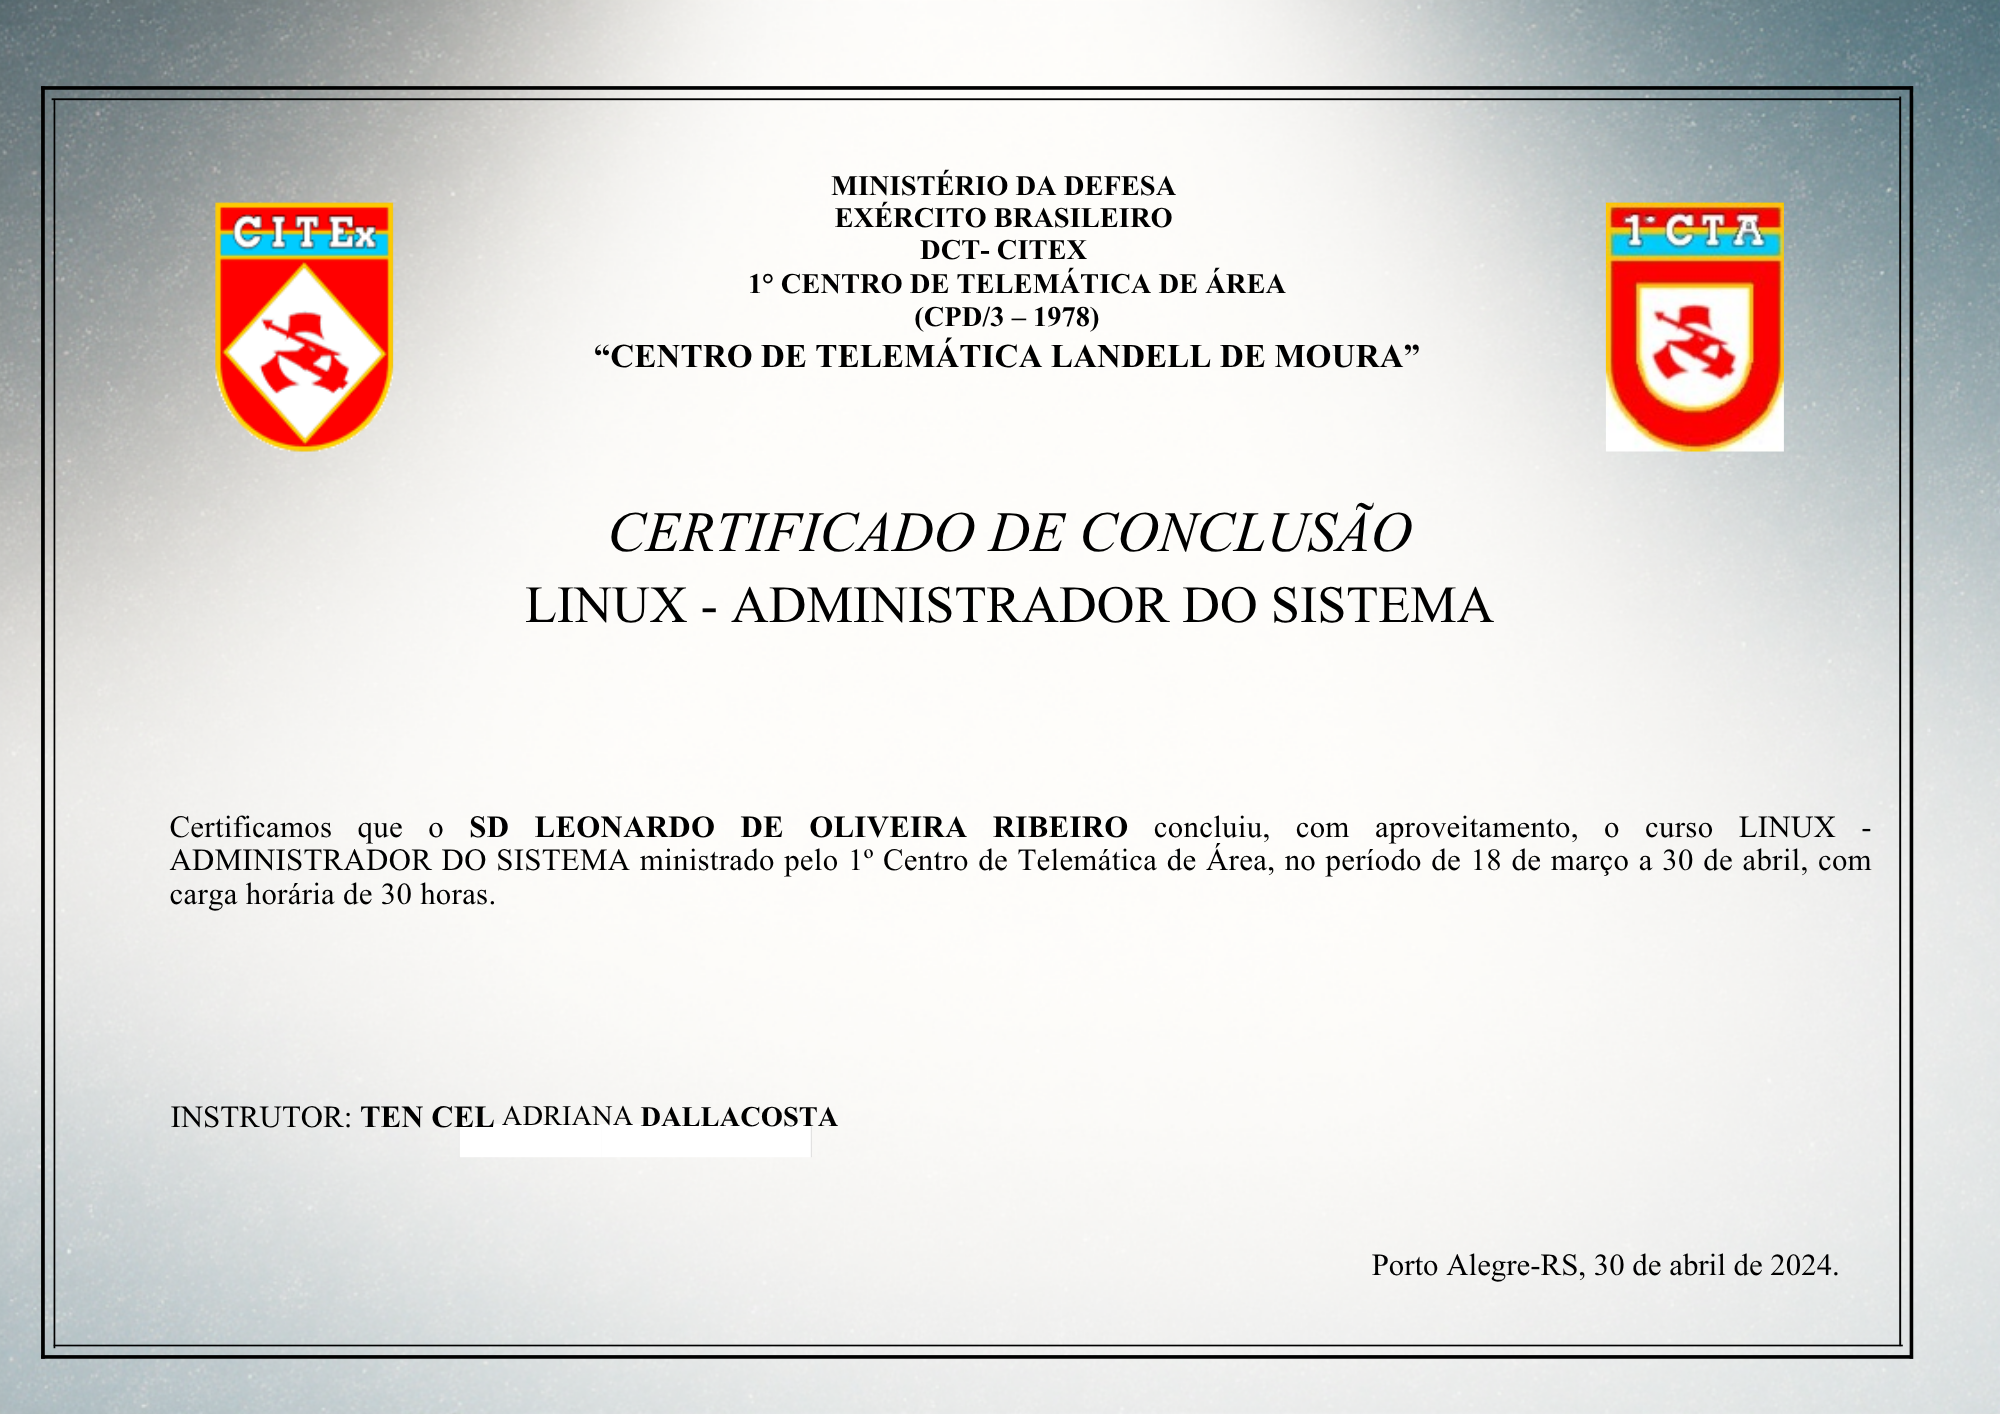 CITEx
1º CTA
MINISTÉRIO DA DEFESA
EXÉRCITO BRASILEIRO
DCT- CITEX
1° CENTRO DE TELEMÁTICA DE ÁREA
(CPD/3 – 1978)
“CENTRO DE TELEMÁTICA LANDELL DE MOURA”
CERTIFICADO DE CONCLUSÃO
LINUX - ADMINISTRADOR DO SISTEMA
Certificamos que o SD LEONARDO DE OLIVEIRA RIBEIRO concluiu, com aproveitamento, o curso LINUX -
ADMINISTRADOR DO SISTEMA ministrado pelo 1º Centro de Telemática de Área, no período de 18 de março a 30 de abril, com
carga horária de 30 horas.
INSTRUTOR: TEN CEL ADRIANA DALLACOSTA
Porto Alegre-RS, 30 de abril de 2024.